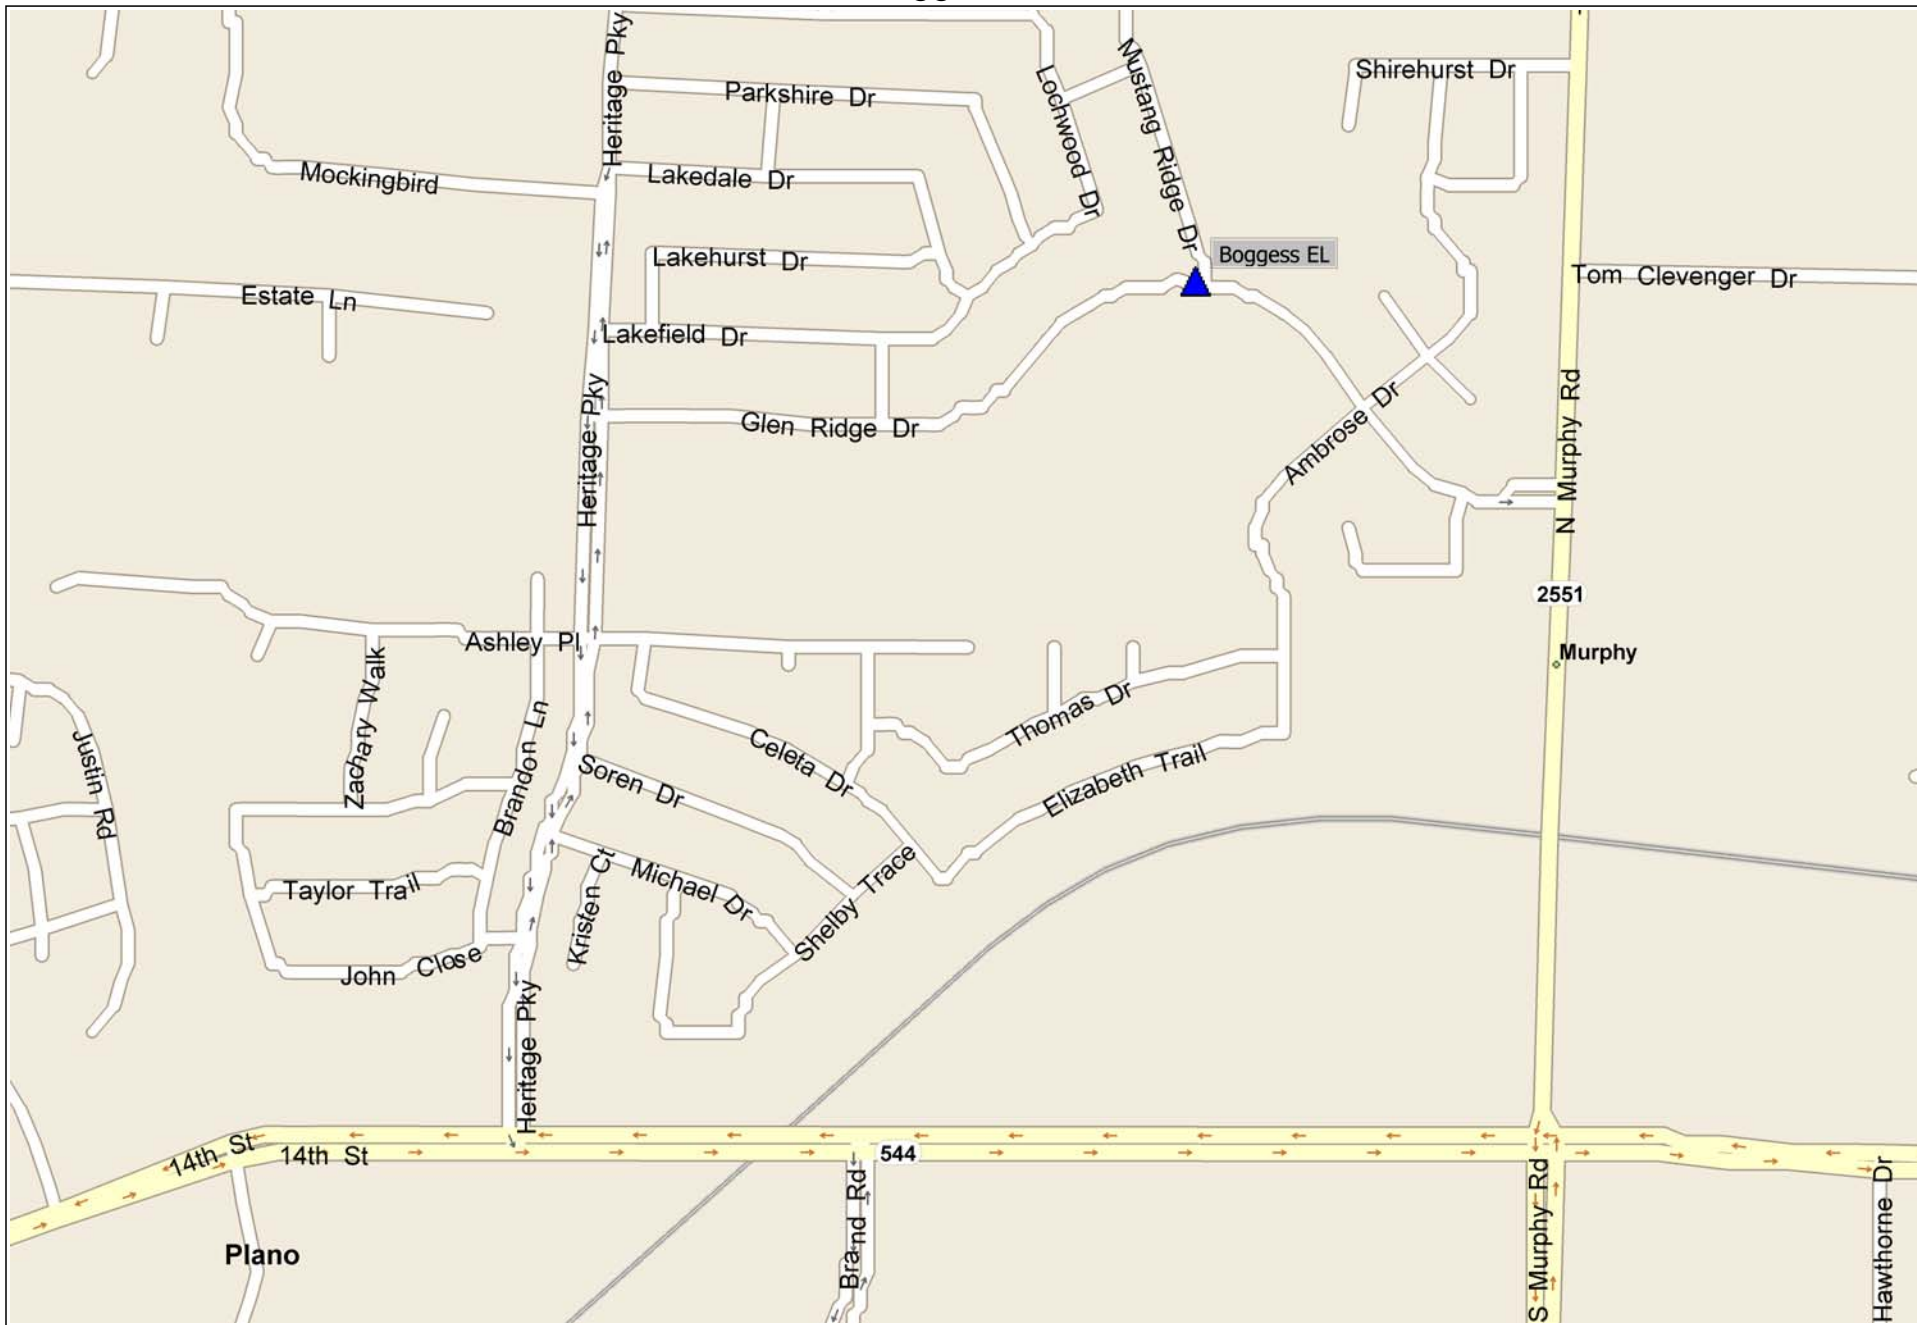 Heritage Pky
Mustang Ridge Dr
Lochwood Dr
Shirehurst Dr
Parkshire Dr
Mockingbird
Lakedale Dr
Boggess EL
Lakehurst Dr
Tom Clevenger Dr
Estate Ln
Lakefield Dr
Heritage Pky
Glen Ridge Dr
Ambrose Dr
N Murphy Rd
2551
Ashley Pl
Murphy
Zachary Walk
Thomas Dr
Justin Rd
Brandon Ln
Celeta Dr
Soren Dr
Elizabeth Trail
Kristen Ct
Michael Dr
Shelby Trace
Taylor Trail
John Close
Heritage Pky
14th St
14th St
544
Brand Rd
S Murphy Rd
Hawthorne Dr
Plano